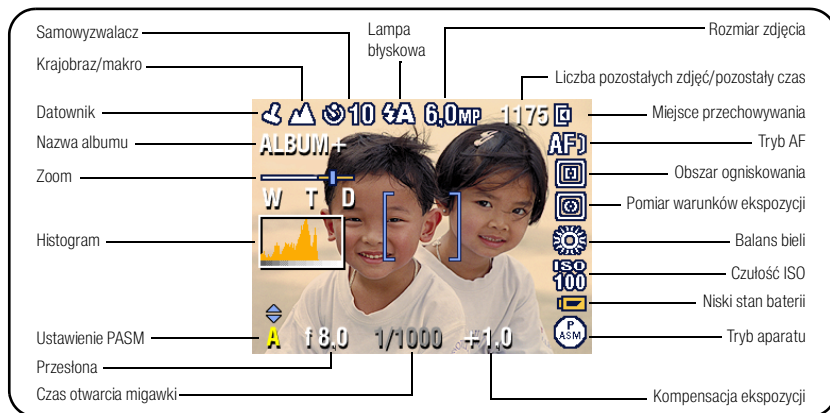 Samowyzwalacz
Lampa
błyskowa
Rozmiar zdjęcia
Krajobraz/makro
Liczba pozostałych zdjęć/pozostały czas
Datownik
10 A 6,0MP 1175
Miejsce przechowywania
Nazwa albumu
ALBUM+
AF
Tryb AF
Zoom
W T D
Obszar ogniskowania
Pomiar warunków ekspozycji
Histogram
Balans bieli
ISO
100
Czułość ISO
Niski stan baterii
Ustawienie PASM
A f 8.0 1/1000 +1.0
P
ASM
Tryb aparatu
Przesłona
Czas otwarcia migawki
Kompensacja ekspozycji